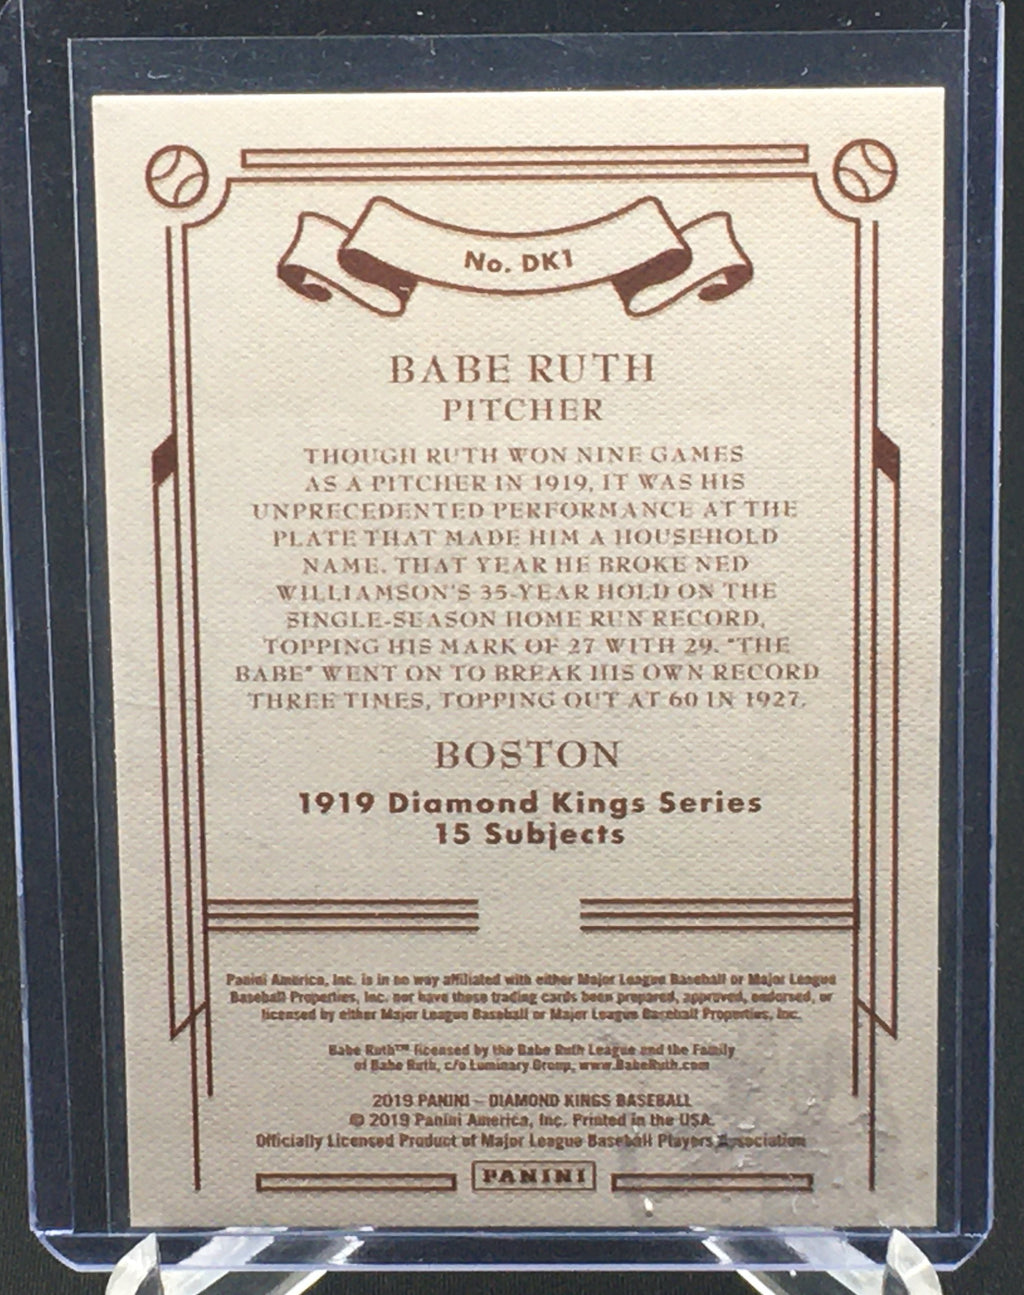 No. DK1
BABE RUTH
PITCHER
THOUGH RUTH WON NINE GAMES
AS A PITCHER IN 1919, IT WAS HIS
UNPRECEDENTED PERFORMANCE AT THE
PLATE THAT MADE HIM A HOUSEHOLD
NAME. THAT YEAR HE BROKE NED
WILLIAMSON'S 35-YEAR HOLD ON THE
SINGLE-SEASON HOME RUN RECORD,
TOPPING HIS MARK OF 27 WITH 29. "THE
BABE" WENT ON TO BREAK HIS OWN RECORD
THREE TIMES, TOPPING OUT AT 60 IN 1927.
BOSTON
1919 Diamond Kings Series
15 Subjects
Panini America, Inc. is in no way affiliated with either Major League Baseball or Major League
Baseball Properties, Inc. nor have these trading cards been prepared, approved, endorsed, or
licensed by either Major League Baseball or Major League Baseball Properties, Inc.
Babe Ruth™ licensed by the Babe Ruth League and the Family
of Babe Ruth, c/o Luminary Group, www.BabeRuth.com
2019 PANINI – DIAMOND KINGS BASEBALL
© 2019 Panini America, Inc. Printed in the USA.
Officially Licensed Product of Major League Baseball Players Association
PANINI